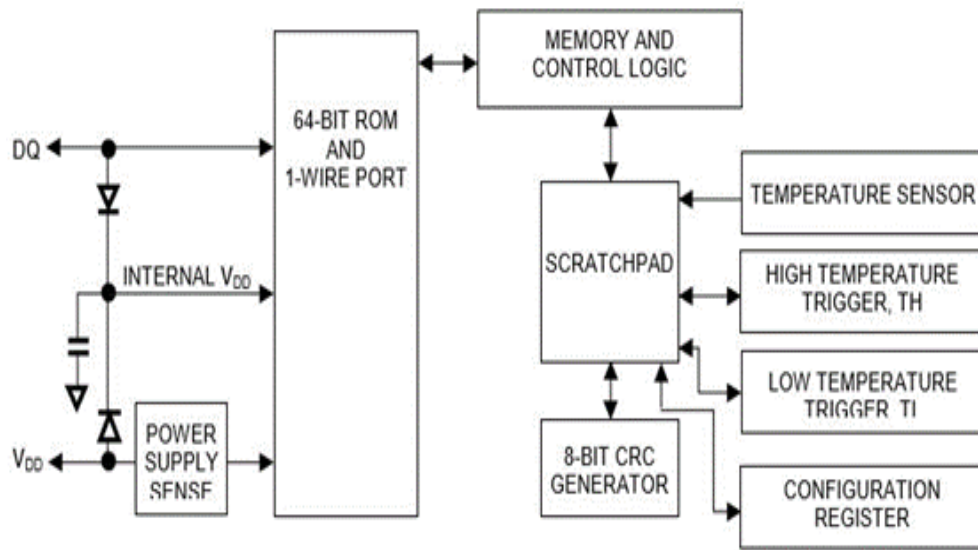 MEMORY AND
CONTROL LOGIC
64-BIT ROM
AND
1-WIRE PORT
DQ
INTERNAL VDD
VDD
POWER
SUPPLY
SENSE
SCRATCHPAD
8-BIT CRC
GENERATOR
TEMPERATURE SENSOR
HIGH TEMPERATURE
TRIGGER, TH
LOW TEMPERATURE
TRIGGER, TL
CONFIGURATION
REGISTER